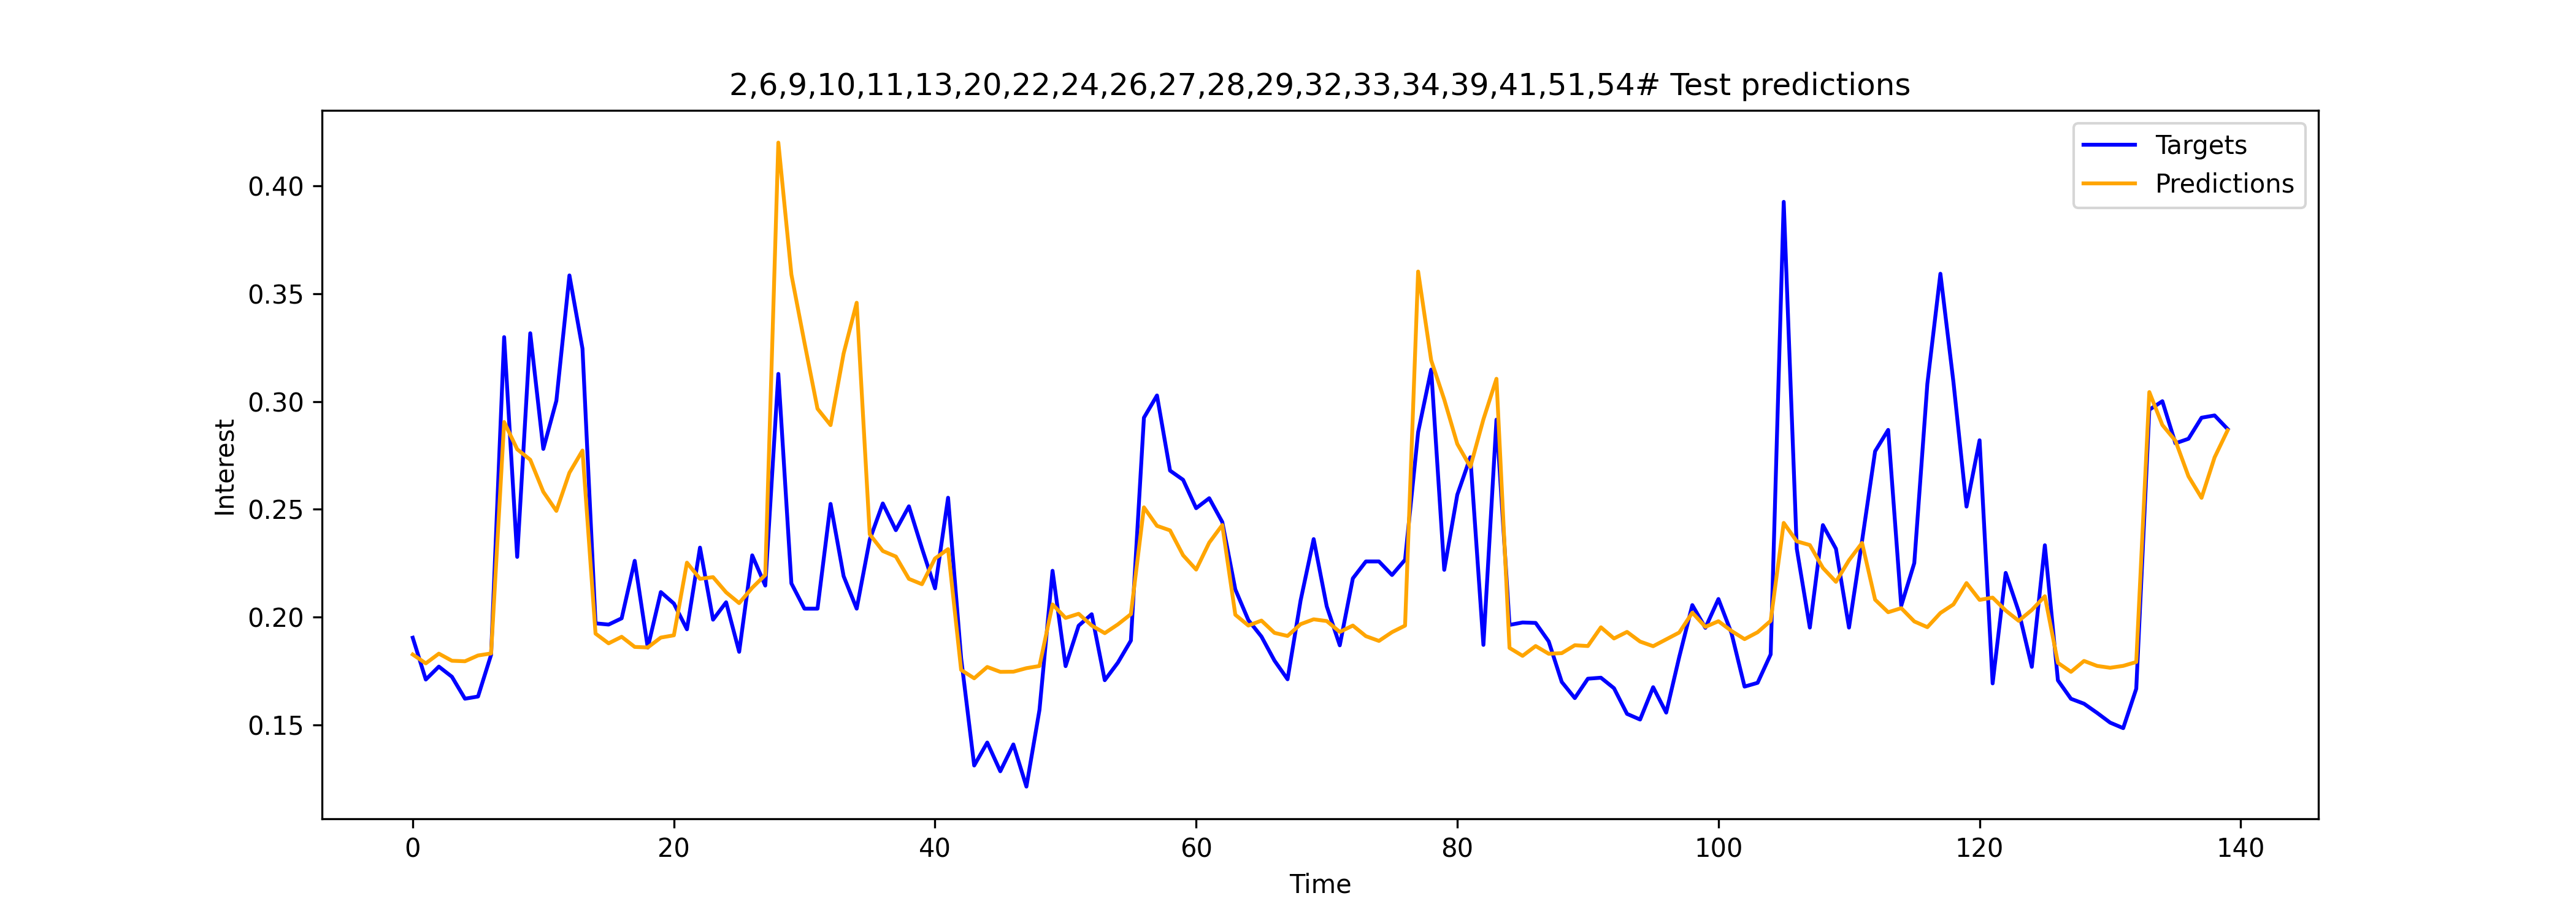 2,6,9,10,11,13,20,22,24,26,27,28,29,32,33,34,39,41,51,54# Test predictions
Targets
Predictions
0.40
0.35
0.30
0.25
0.20
0.15
Interest
0 20 40 60 80 100 120 140
Time